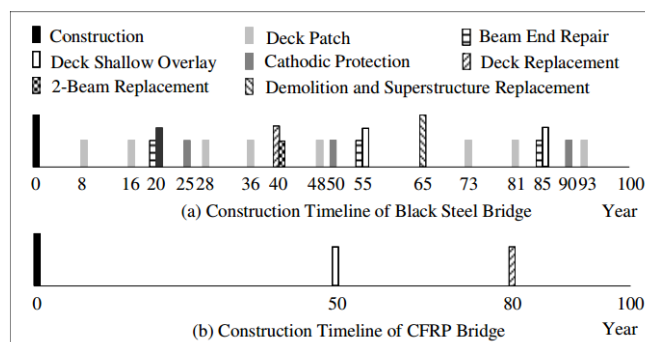 Construction Deck Patch Beam End Repair
Deck Shallow Overlay Cathodic Protection Deck Replacement
2-Beam Replacement Demolition and Superstructure Replacement
0 8 16 20 25 28 36 40 48 50 55 65 73 81 85 90 93 100
(a) Construction Timeline of Black Steel Bridge Year
0 50 80 100
(b) Construction Timeline of CFRP Bridge Year